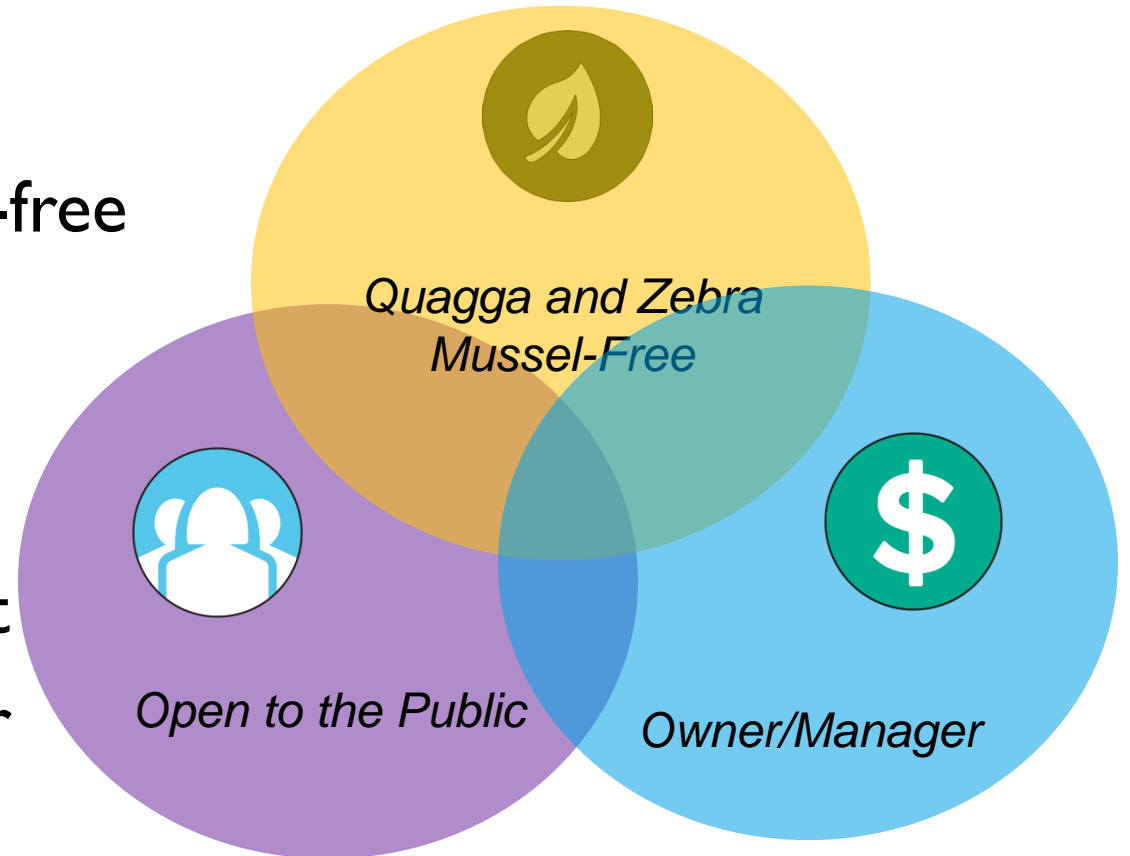 -free
Quagga and Zebra
Mussel-Free
t
r
Open to the Public
Owner/Manager
$